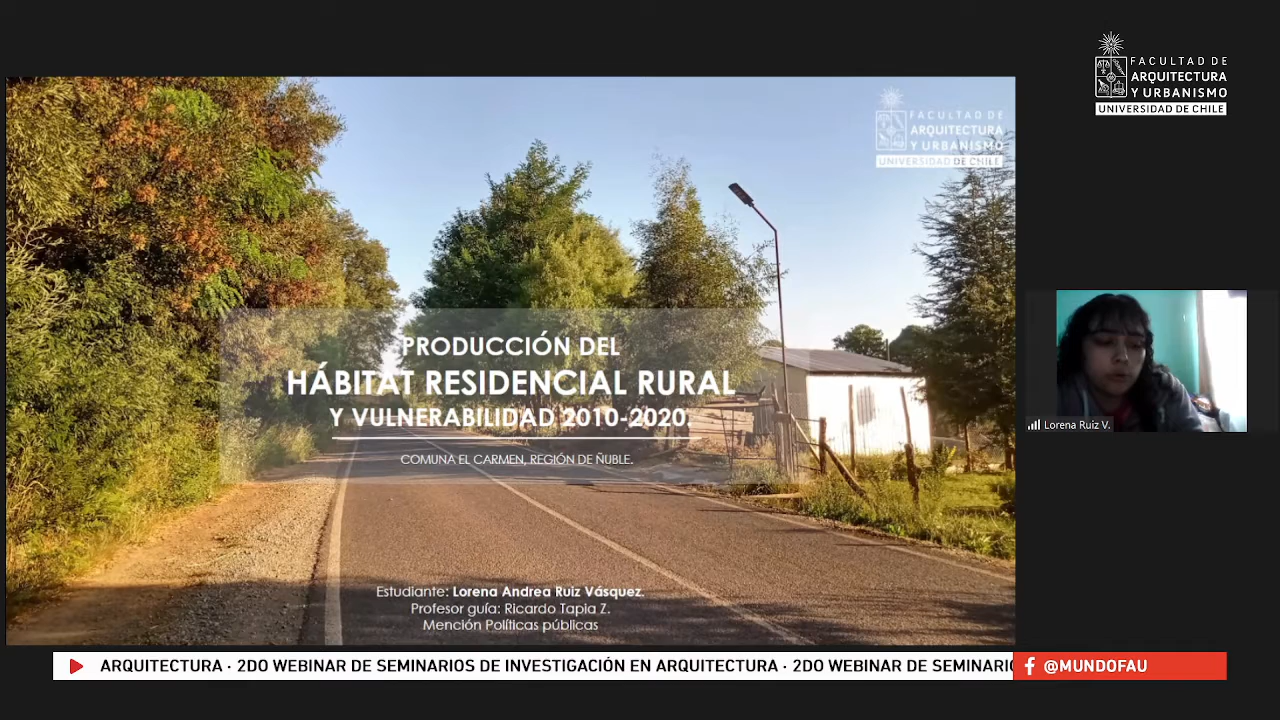 FACULTAD DE
ARQUITECTURA
Y URBANISMO
UNIVERSIDAD DE CHILE
FACULTAD DE
ARQUITECTURA
Y URBANISMO
UNIVERSIDAD DE CHILE
PRODUCCIÓN DEL
HÁBITAT RESIDENCIAL RURAL
Y VULNERABILIDAD 2010-2020.
COMUNA EL CARMEN, REGIÓN DE ÑUBLE.
Lorena Ruiz V.
Estudiante: Lorena Andrea Ruiz Vásquez.
Profesor guía: Ricardo Tapia Z.
Mención Políticas públicas
ARQUITECTURA · 2DO WEBINAR DE SEMINARIOS DE INVESTIGACIÓN EN ARQUITECTURA · 2DO WEBINAR DE SEMINARIO
@MUNDOFAU